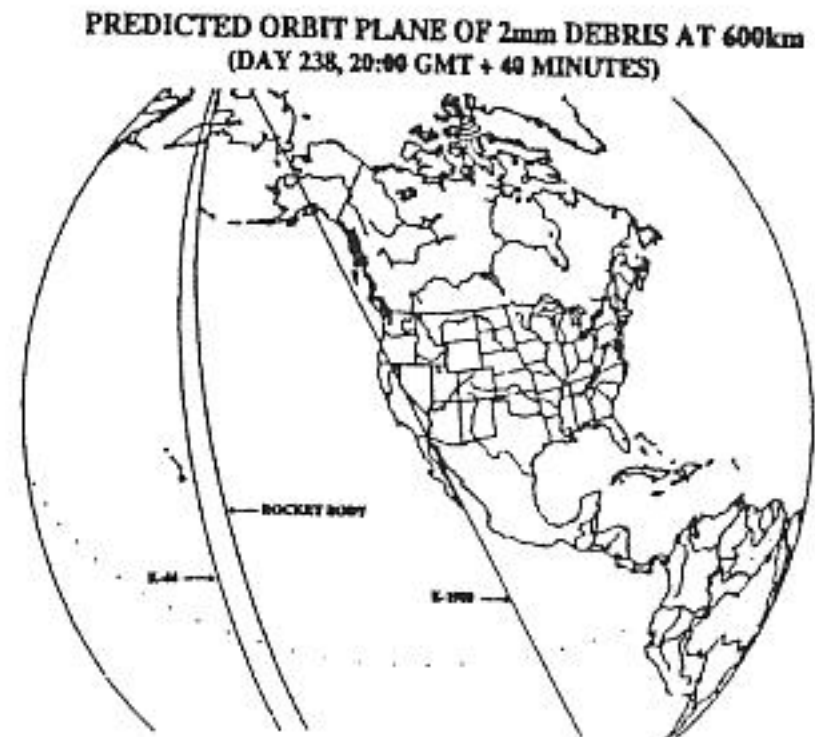 PREDICTED ORBIT PLANE OF 2mm DEBRIS AT 600km
(DAY 238, 20:00 GMT + 40 MINUTES)
ROCKET BODY